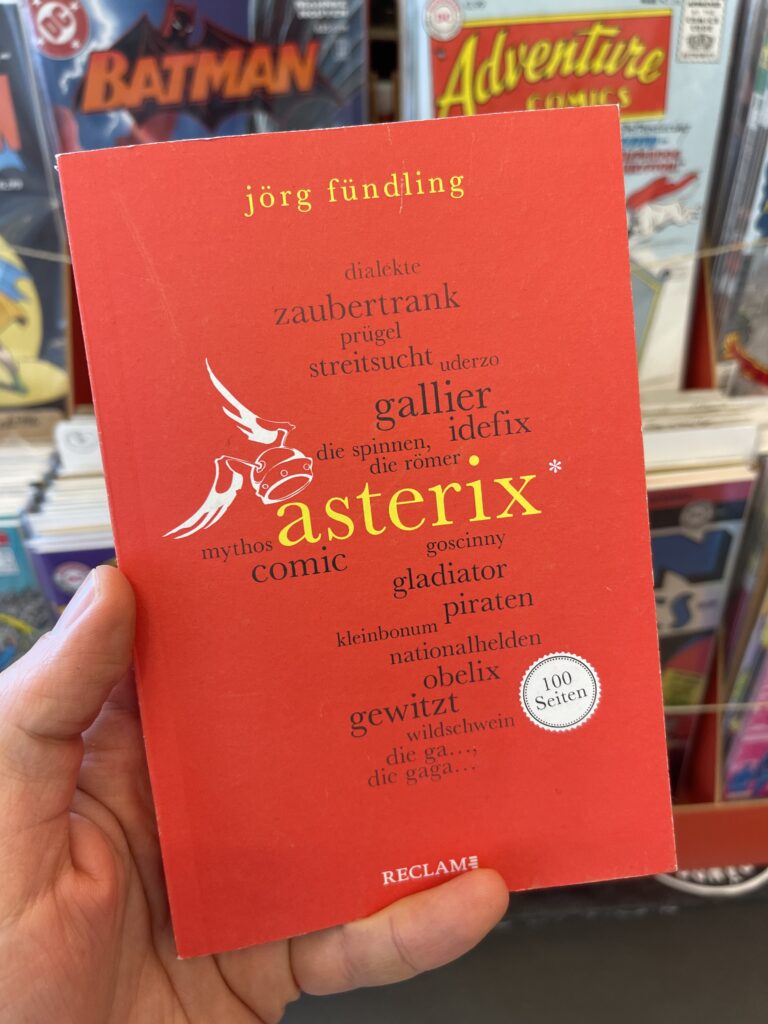 DC
BATMAN
Adventure
COMICS
jörg fündling
dialekte
zaubertrank
prügel
streitsucht uderzo
gallier
die spinnen, idefix
die römer
asterix*
mythos goscinny
comic
gladiator
piraten
kleinbonum
nationalhelden
obelix
gewitzt
wildschwein
die ga...,
die gaga...
100
Seiten
RECLAM